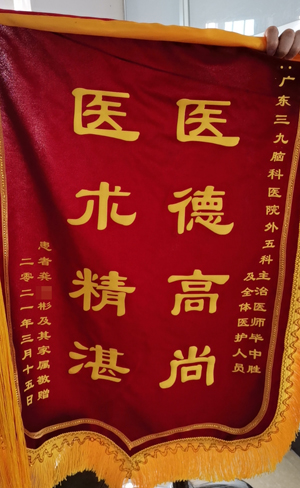 广东三九脑科医院外五科主治医师毕中胜
及全体医护人员
医德高尚
医术精湛
患者龚彬及其家属敬赠
二零二一年三月十五日